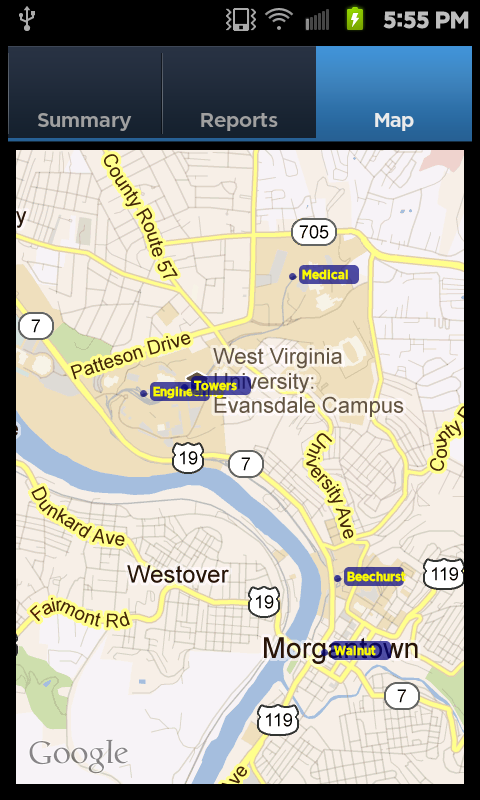 5:55 PM
Summary
Reports
Map
y
County Route 57
705
Medical
7
Patteson Drive
West Virginia
University:
Evansdale Campus
Towers
19
7
University Ave
Dunkard Ave
Westover
Beechurst
119
19
Fairmont Rd
Morgantown
Walnut
7
119
Google
Ave